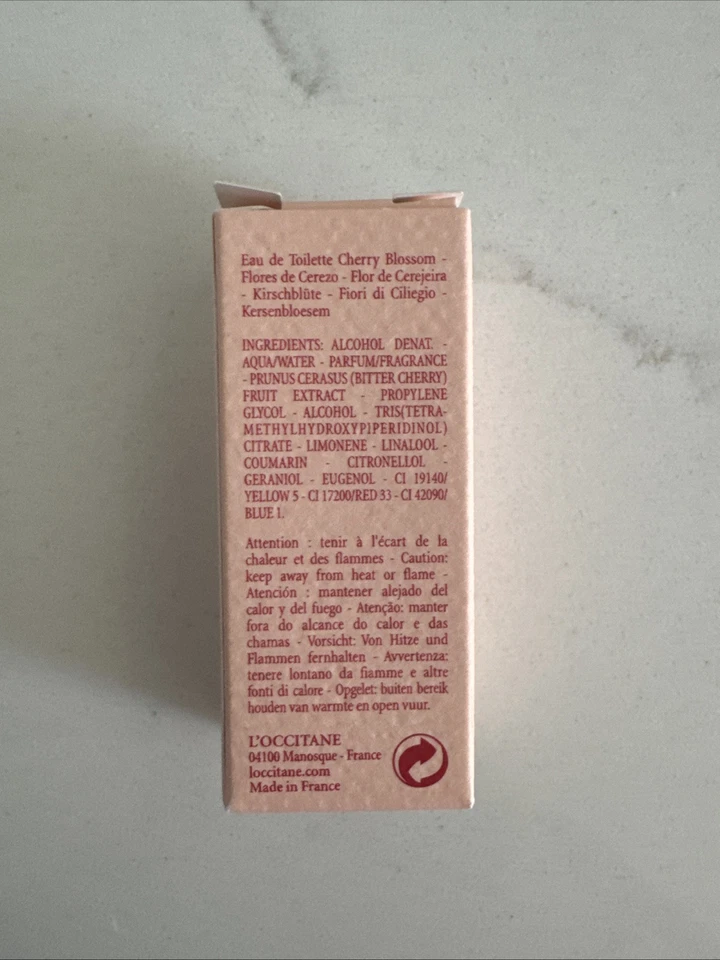 Eau de Toilette Cherry Blossom -
Flores de Cerezo - Flor de Cerejeira
- Kirschblüte - Fiori di Ciliegio -
Kersenbloesem
INGREDIENTS: ALCOHOL DENAT. -
AQUA/WATER - PARFUM/FRAGRANCE
- PRUNUS CERASUS (BITTER CHERRY)
FRUIT EXTRACT - PROPYLENE
GLYCOL - ALCOHOL - TRIS(TETRA-
METHYLHYDROXYPIPERIDINOL)
CITRATE - LIMONENE - LINALOOL -
COUMARIN - CITRONELLOL -
GERANIOL - EUGENOL - CI 19140/
YELLOW 5 - CI 17200/RED 33 - CI 42090/
BLUE 1.
Attention : tenir à l'écart de la
chaleur et des flammes - Caution:
keep away from heat or flame -
Atención : mantener alejado del
calor y del fuego - Atenção: manter
fora do alcance do calor e das
chamas - Vorsicht: Von Hitze und
Flammen fernhalten - Avvertenza:
tenere lontano da fiamme e altre
fonti di calore - Opgelet: buiten bereik
houden van warmte en open vuur.
L'OCCITANE
04100 Manosque - France
loccitane.com
Made in France